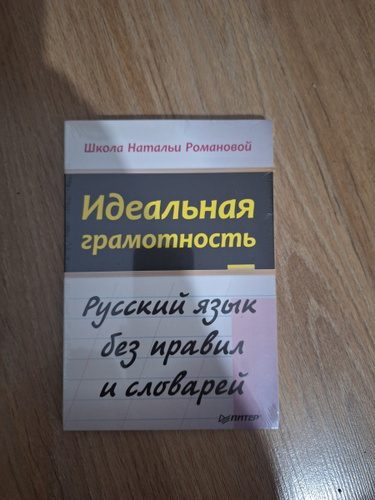 Школа Натальи Романовой
Идеальная
грамотность
Русский язык
без правил
и словарей
ПИТЕР